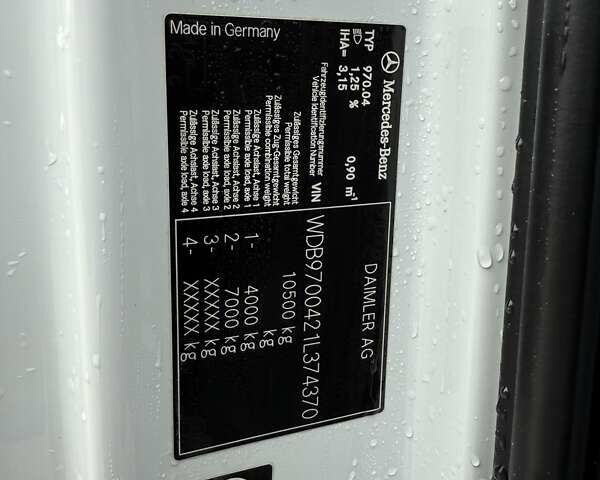 Made in Germany
Mercedes-Benz
TYP 970.04
1,25 % 0,90 m⁻¹
IHA= 3,15
DAIMLER AG
Fahrzeugidentifizierungsnummer
Vehicle Identification Number VIN WDB9700421L374370
Zulässiges Gesamtgewicht
Permissible total weight 10500 kg
Zulässiges Zug-Gesamtgewicht
Permissible combination weight kg
Zulässige Achslast, Achse 1
Permissible axle load, axle 1 1- 4000 kg
Zulässige Achslast, Achse 2
Permissible axle load, axle 2 2- 7000 kg
Zulässige Achslast, Achse 3
Permissible axle load, axle 3 3- XXXXX kg
Zulässige Achslast, Achse 4
Permissible axle load, axle 4 4- XXXXX kg